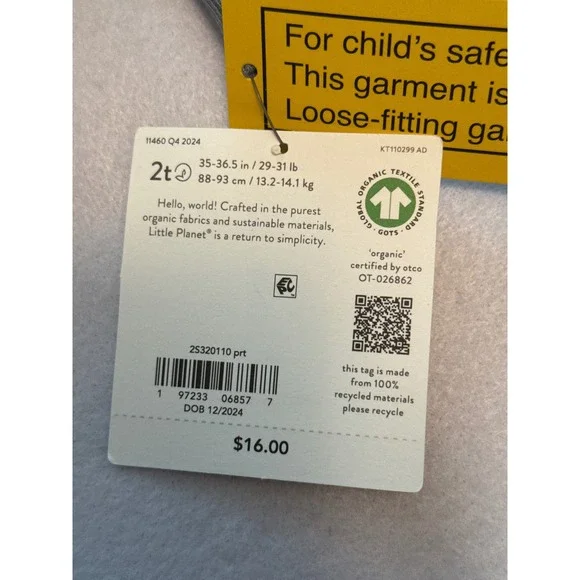 For child's safe
This garment is
Loose-fitting ga
11460 Q4 2024
KT110299 AD
2t
35-36.5 in / 29-31 lb
88-93 cm / 13.2-14.1 kg
Hello, world! Crafted in the purest
organic fabrics and sustainable materials,
Little Planet® is a return to simplicity.
GLOBAL ORGANIC TEXTILE STANDARD
· GOTS ·
'organic'
certified by otco
OT-026862
this tag is made
from 100%
recycled materials
please recycle
2S320110 prt
1 97233 06857 7
DOB 12/2024
$16.00